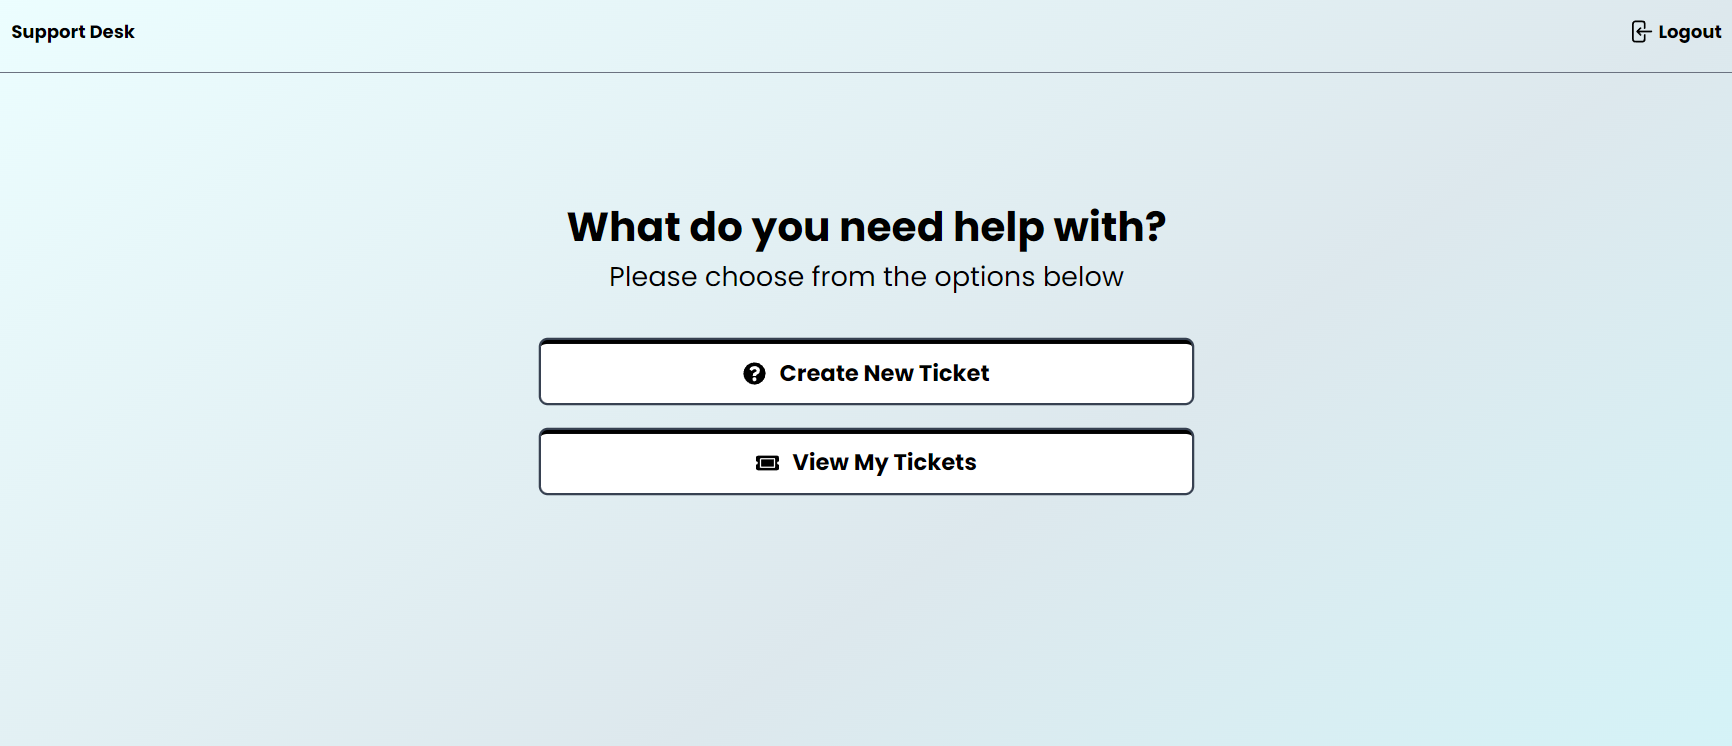 Support Desk
Logout
What do you need help with?
Please choose from the options below
Create New Ticket
View My Tickets